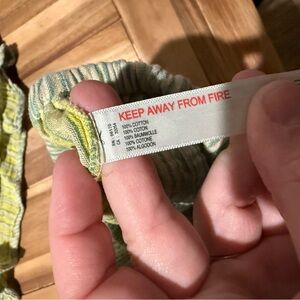 KEEP AWAY FROM FIRE
100% COTTON
100% COTON
100% BAUMWOLLE
100% COTONE
100% ALGODON